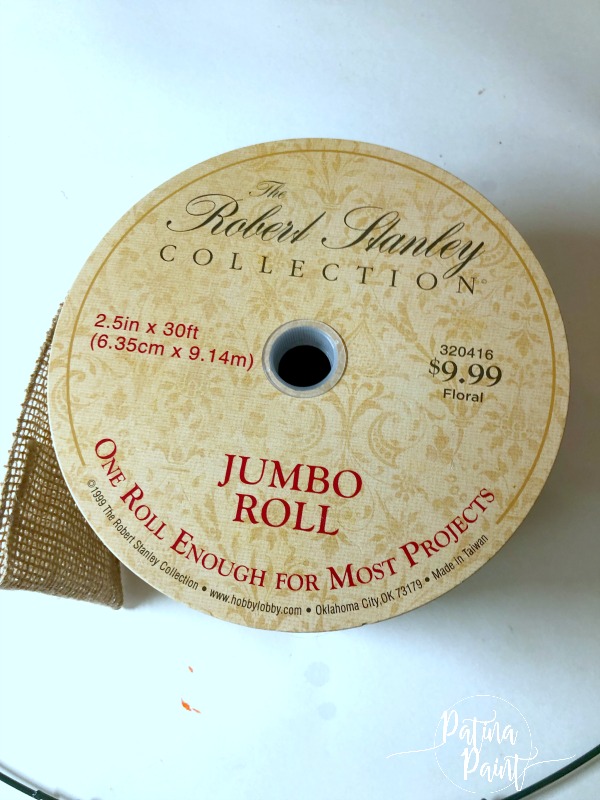 The
Robert Stanley
COLLECTION
2.5in x 30ft
(6.35cm x 9.14m)
320416
$9.99
Floral
JUMBO
ROLL
ONE ROLL ENOUGH FOR MOST PROJECTS
©1999 The Robert Stanley Collection • www.hobbylobby.com • Oklahoma City, OK 73179 • Made In Taiwan
Patina
Paint